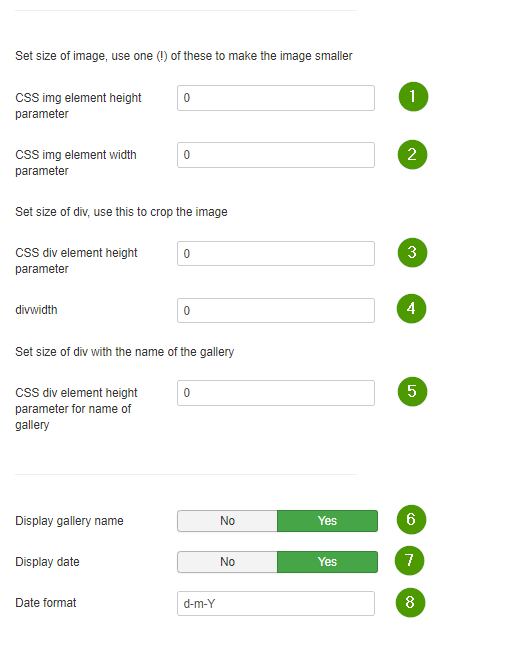 Set size of image, use one (!) of these to make the image smaller
CSS img element height
parameter
0
1
CSS img element width
parameter
0
2
Set size of div, use this to crop the image
CSS div element height
parameter
0
3
divwidth
0
4
Set size of div with the name of the gallery
CSS div element height
parameter for name of
gallery
0
5
Display gallery name
No
Yes
6
Display date
No
Yes
7
Date format
d-m-Y
8